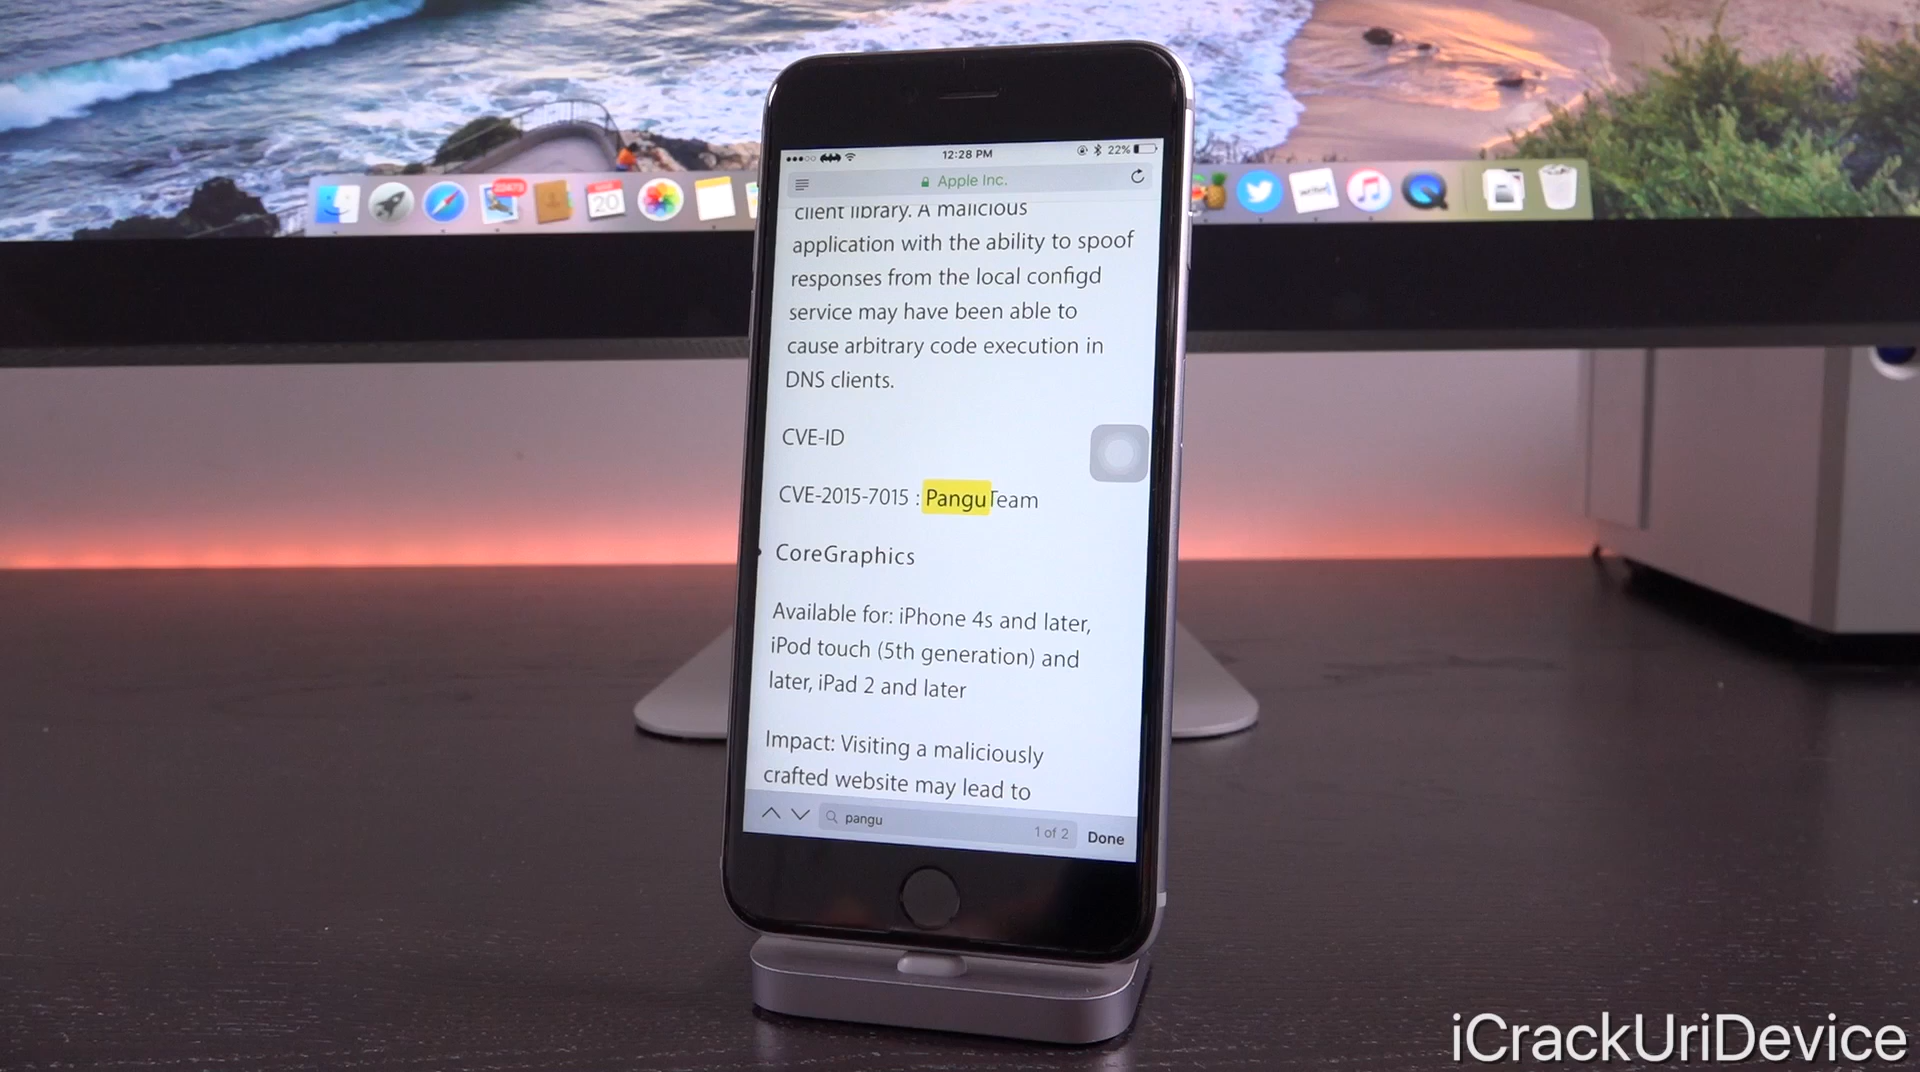 12:28 PM
22%
Apple Inc.
client library. A malicious
application with the ability to spoof
responses from the local configd
service may have been able to
cause arbitrary code execution in
DNS clients.
CVE-ID
CVE-2015-7015 : PanguTeam
CoreGraphics
Available for: iPhone 4s and later,
iPod touch (5th generation) and
later, iPad 2 and later
Impact: Visiting a maliciously
crafted website may lead to
pangu
1 of 2
Done
20
iCrackUriDevice